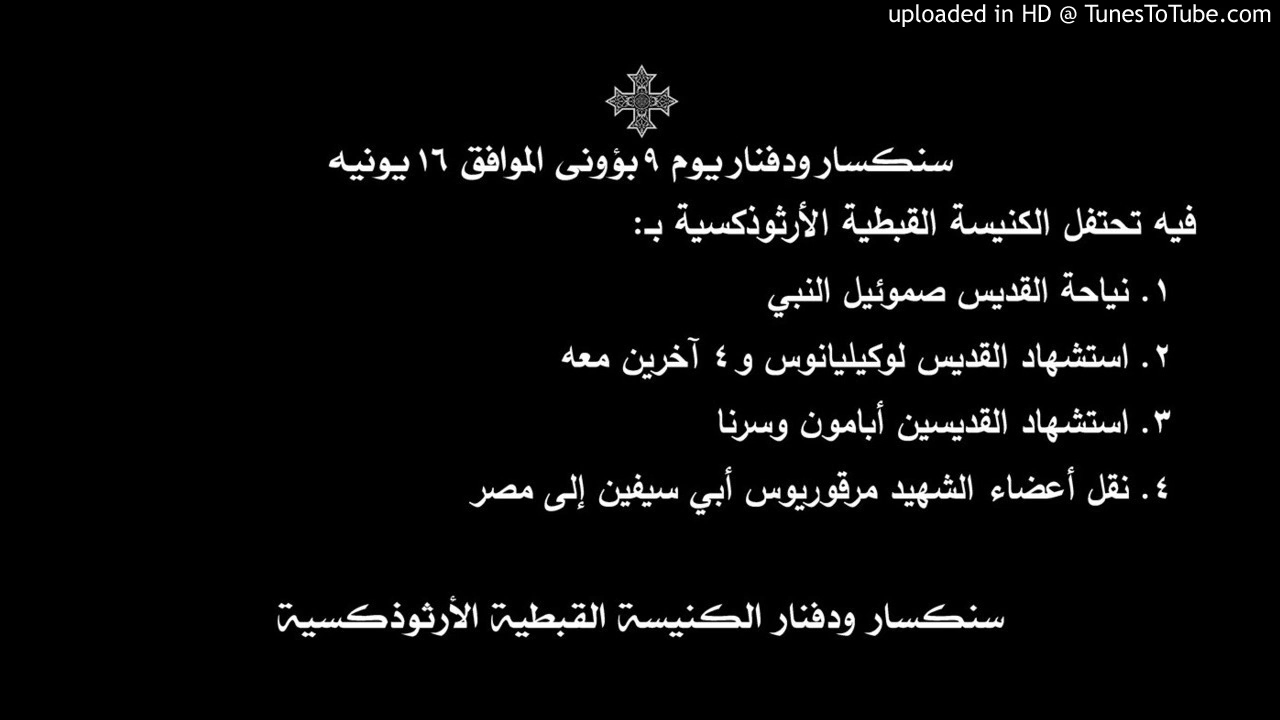 uploaded in HD @ TunesToTube.com
سنكسار ودفنار يوم ٩ بؤونى الموافق ١٦ يونيه
فيه تحتفل الكنيسة القبطية الأرثوذكسية بـ:
١. نياحة القديس صموئيل النبي
٢. استشهاد القديس لوكيليانوس و ٤ آخرين معه
٣. استشهاد القديسين أبامون وسرنا
٤. نقل أعضاء الشهيد مرقوريوس أبي سيفين إلى مصر
سنكسار ودفنار الكنيسة القبطية الأرثوذكسية